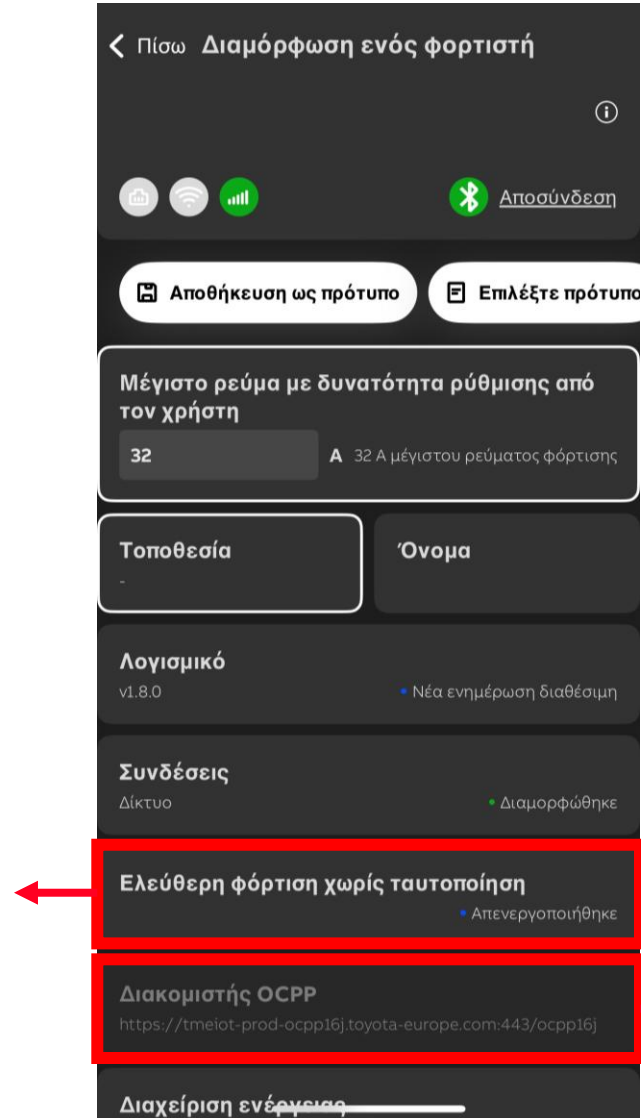 Πίσω Διαμόρφωση ενός φορτιστή
Αποσύνδεση
Αποθήκευση ως πρότυπο Επιλέξτε πρότυπο
Μέγιστο ρεύμα με δυνατότητα ρύθμισης από
τον χρήστη
32 A 32 A μέγιστου ρεύματος φόρτισης
Τοποθεσία Όνομα
-
Λογισμικό
v1.8.0 Νέα ενημέρωση διαθέσιμη
Συνδέσεις
Δίκτυο Διαμορφώθηκε
Ελεύθερη φόρτιση χωρίς ταυτοποίηση
Απενεργοποιήθηκε
Διακομιστής OCPP
https://tmeiot-prod-ocpp16j.toyota-europe.com:443/ocpp16j
Διαχείριση ενέργειας